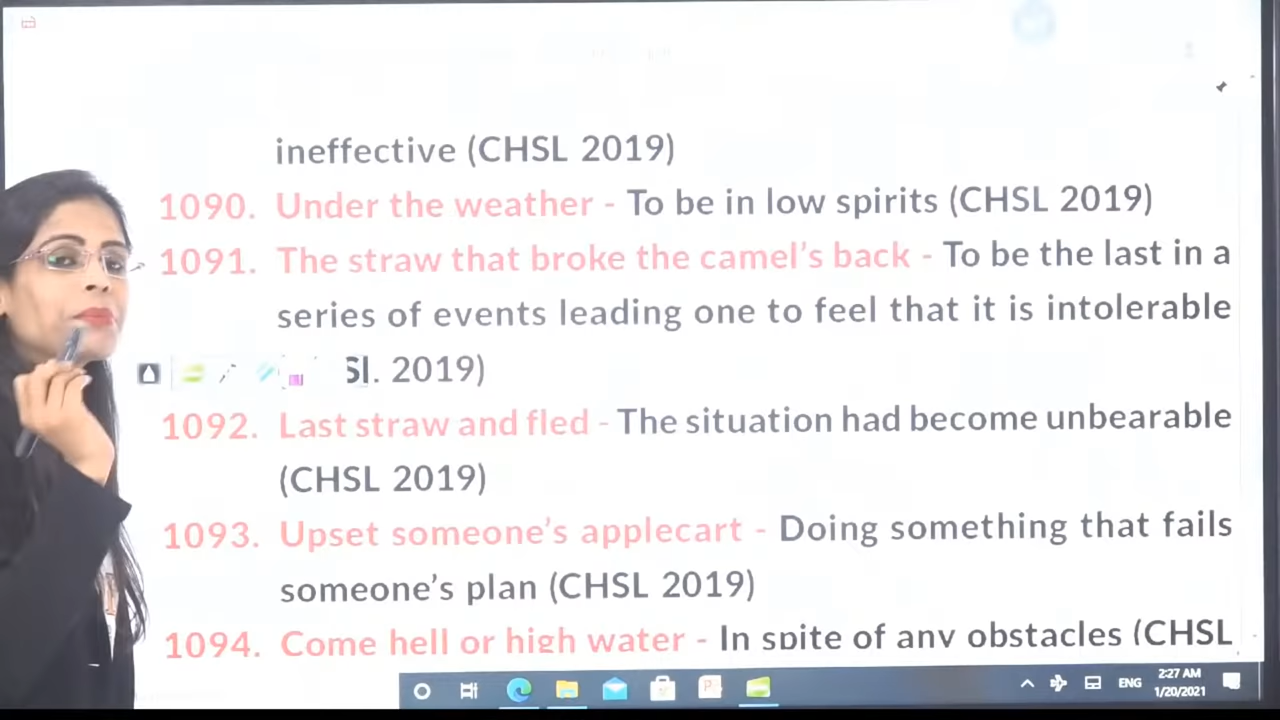 ineffective (CHSL 2019)
1090. Under the weather - To be in low spirits (CHSL 2019)
1091. The straw that broke the camel's back - To be the last in a
series of events leading one to feel that it is intolerable
SL 2019)
1092. Last straw and fled - The situation had become unbearable
(CHSL 2019)
1093. Upset someone's applecart - Doing something that fails
someone's plan (CHSL 2019)
1094. Come hell or high water - In spite of any obstacles (CHSL
2:27 AM
ENG
1/20/2021